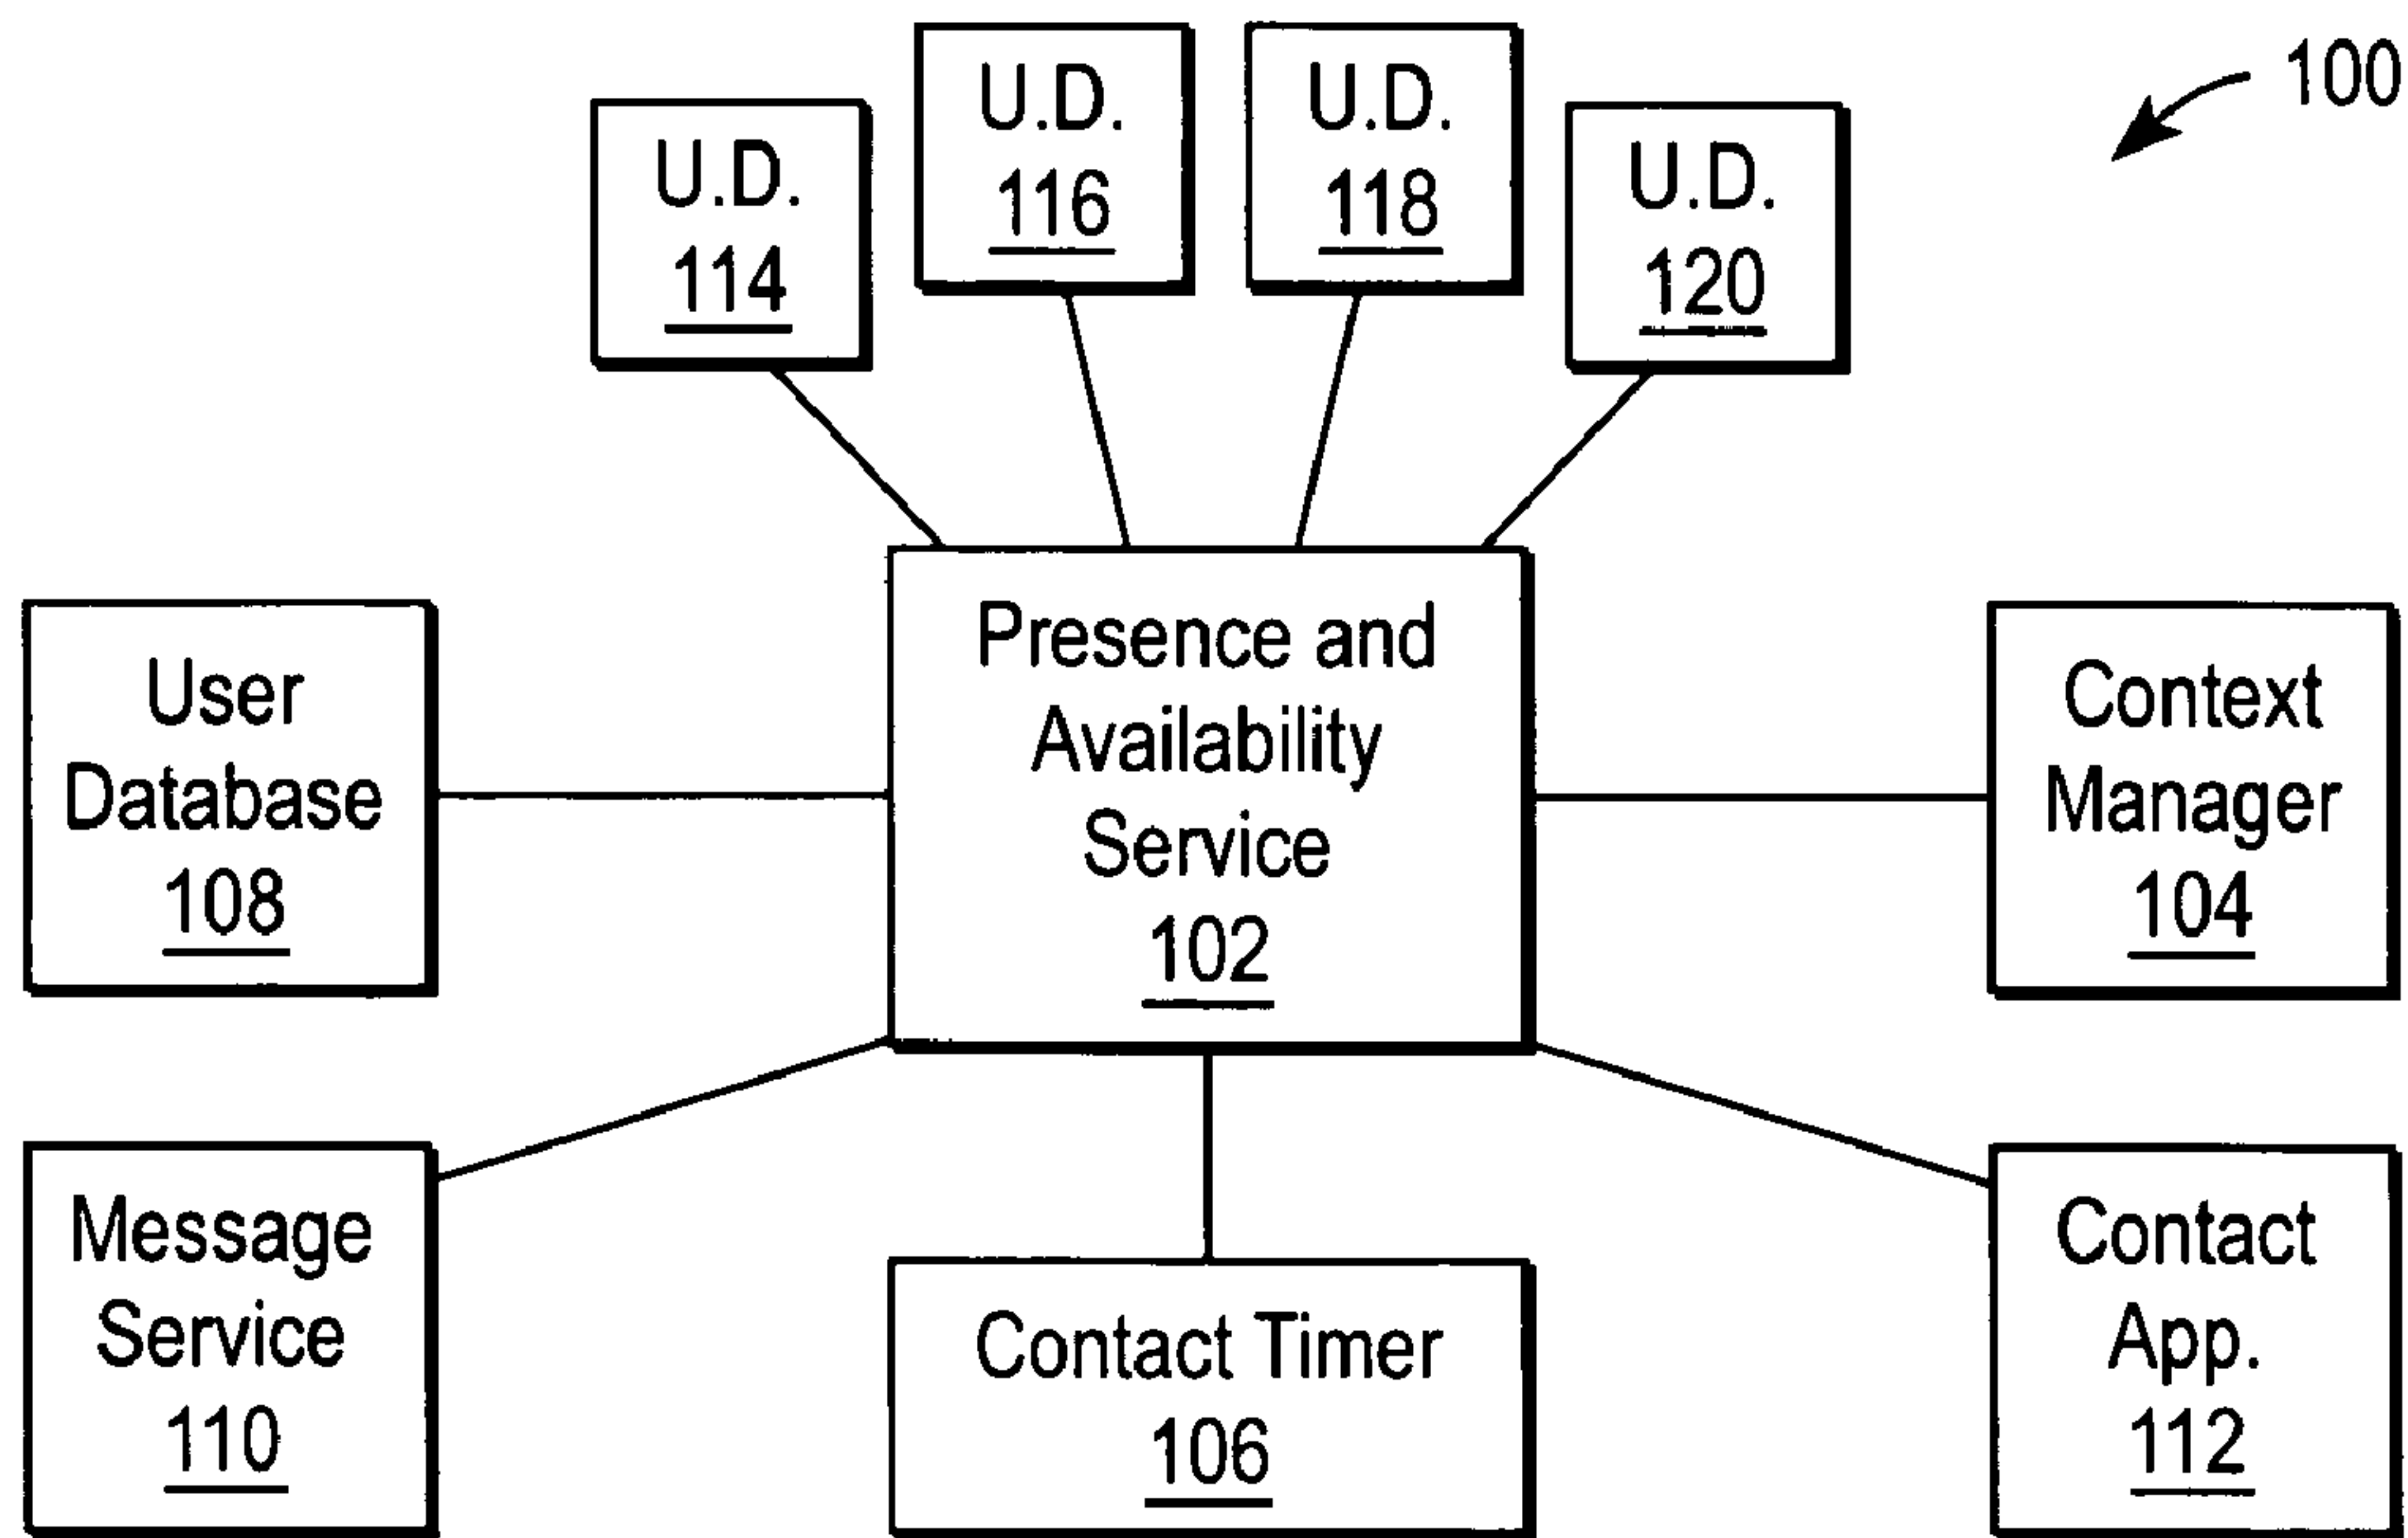 100
U.D.
114
U.D.
116
U.D.
118
U.D.
120
User
Database
108
Presence and
Availability
Service
102
Context
Manager
104
Message
Service
110
Contact Timer
106
Contact
App.
112